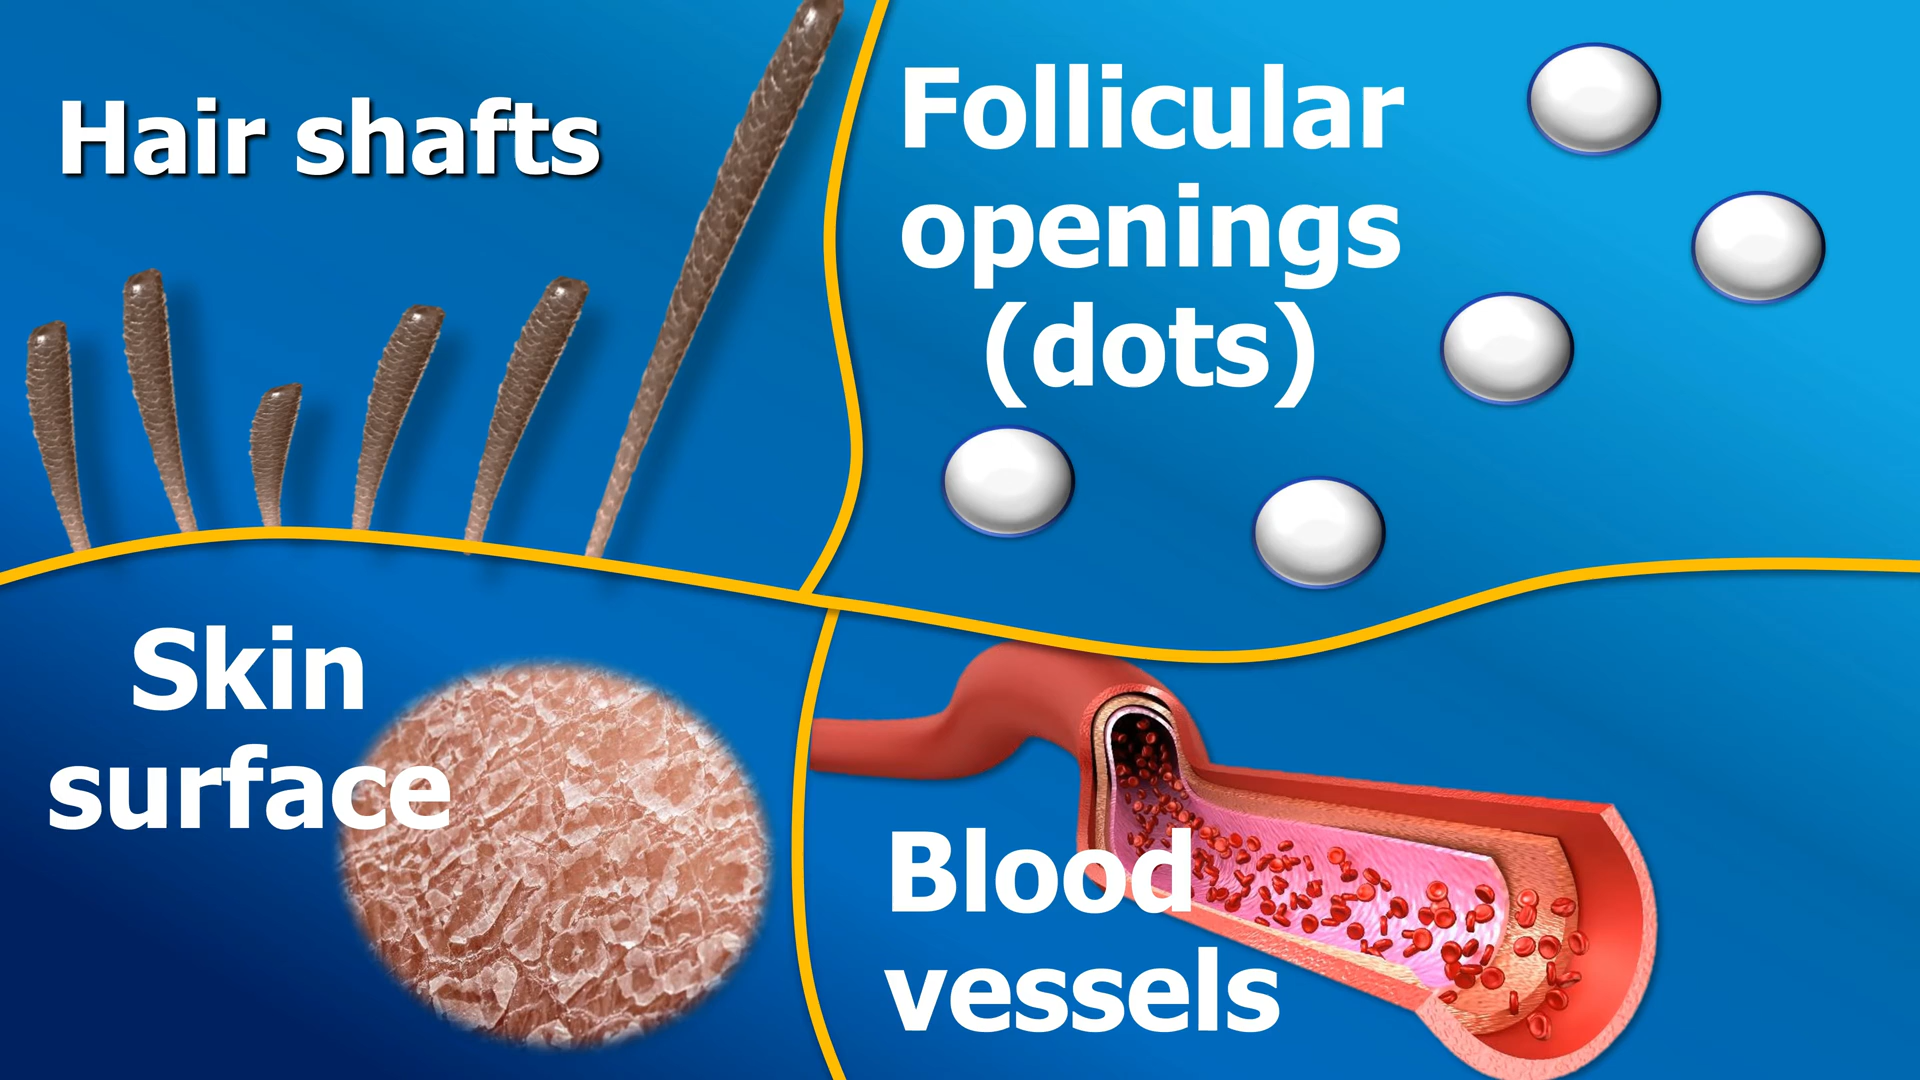 Hair shafts
Follicular
openings
(dots)
Skin
surface
Blood
vessels